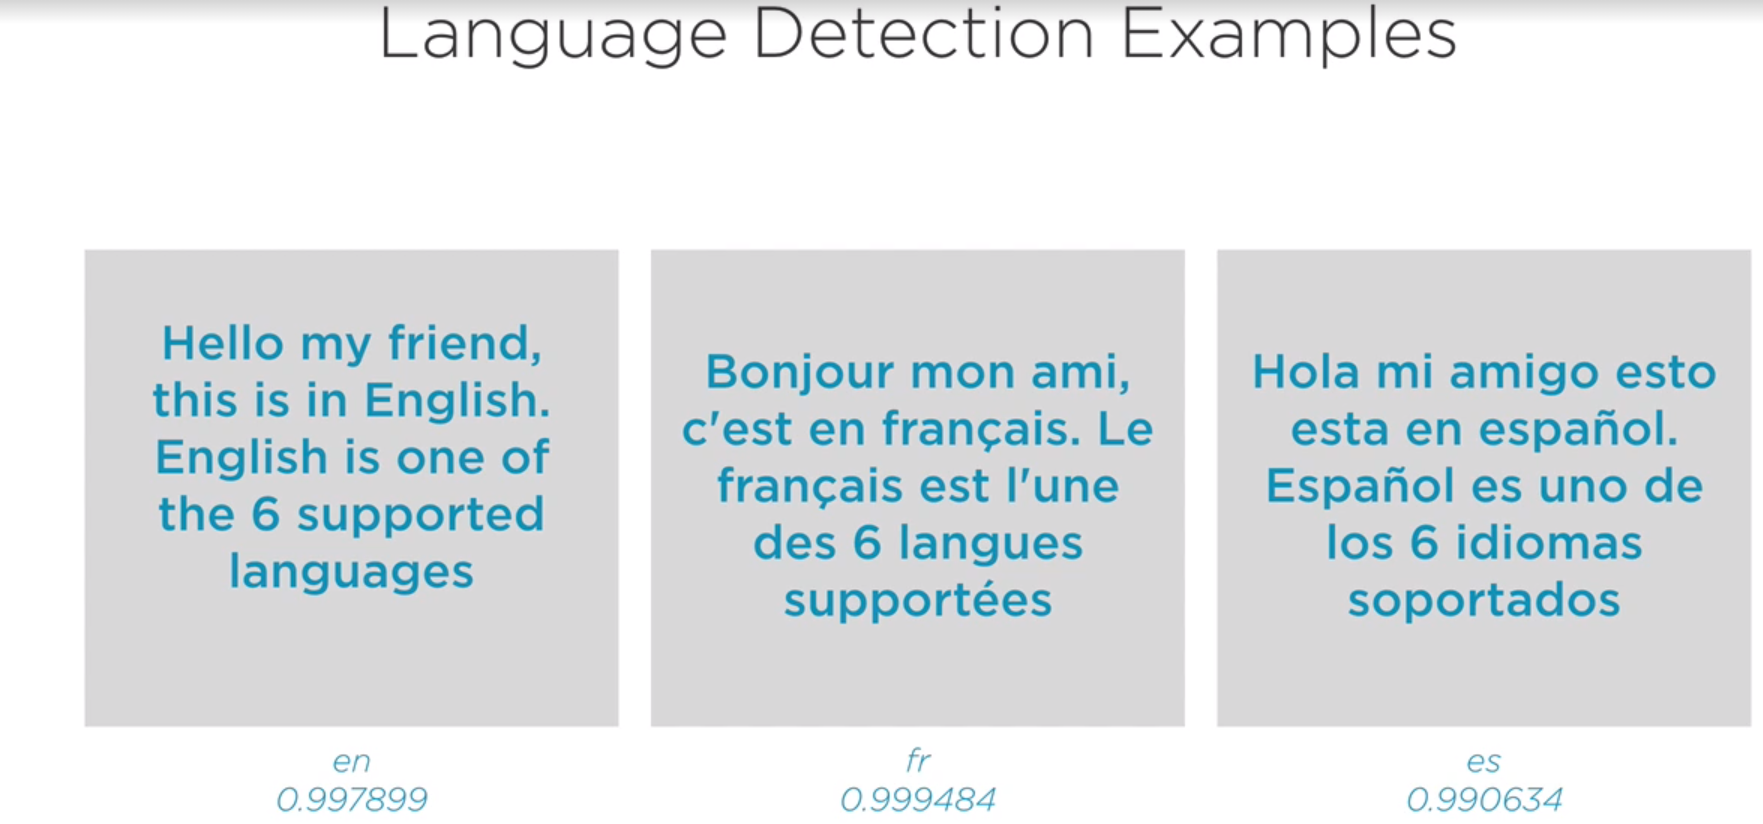 Language Detection Examples
Hello my friend,
this is in English.
English is one of
the 6 supported
languages
en
0.997899
Bonjour mon ami,
c'est en français. Le
français est l'une
des 6 langues
supportées
fr
0.999484
Hola mi amigo esto
esta en español.
Español es uno de
los 6 idiomas
soportados
es
0.990634